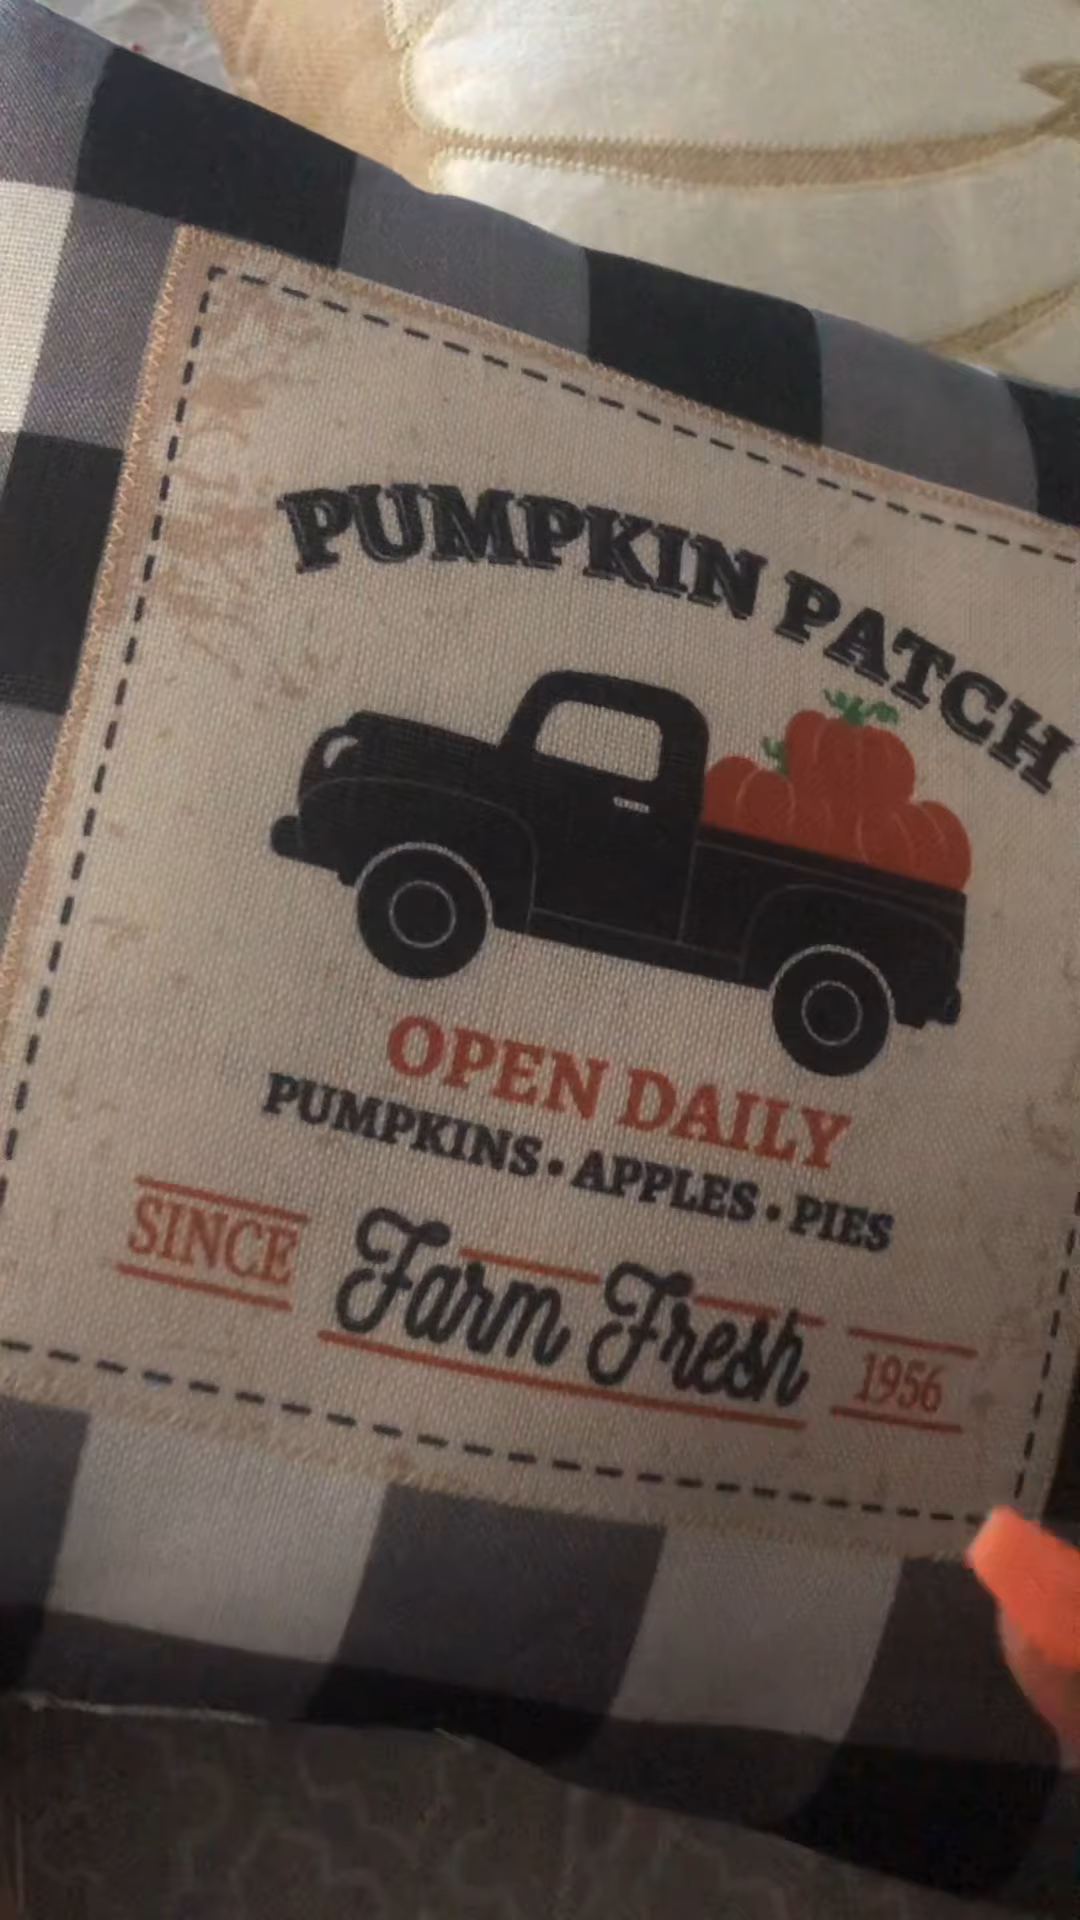 PUMPKIN PATCH
OPEN DAILY
PUMPKINS • APPLES • PIES
SINCE Farm Fresh 1956